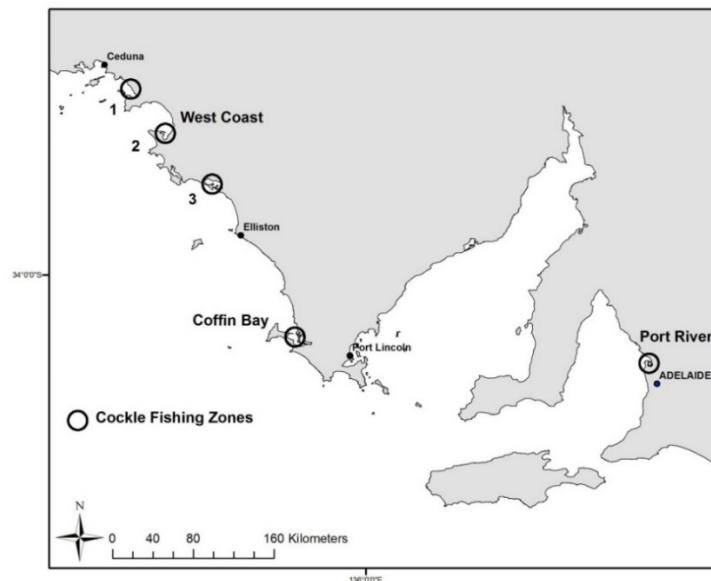 Ceduna
1
West Coast
2
3
Elliston
34°0'0"S
Coffin Bay
Port River
Port Lincoln
ADELAIDE
Cockle Fishing Zones
N
0 40 80 160 Kilometers
136°0'0"E